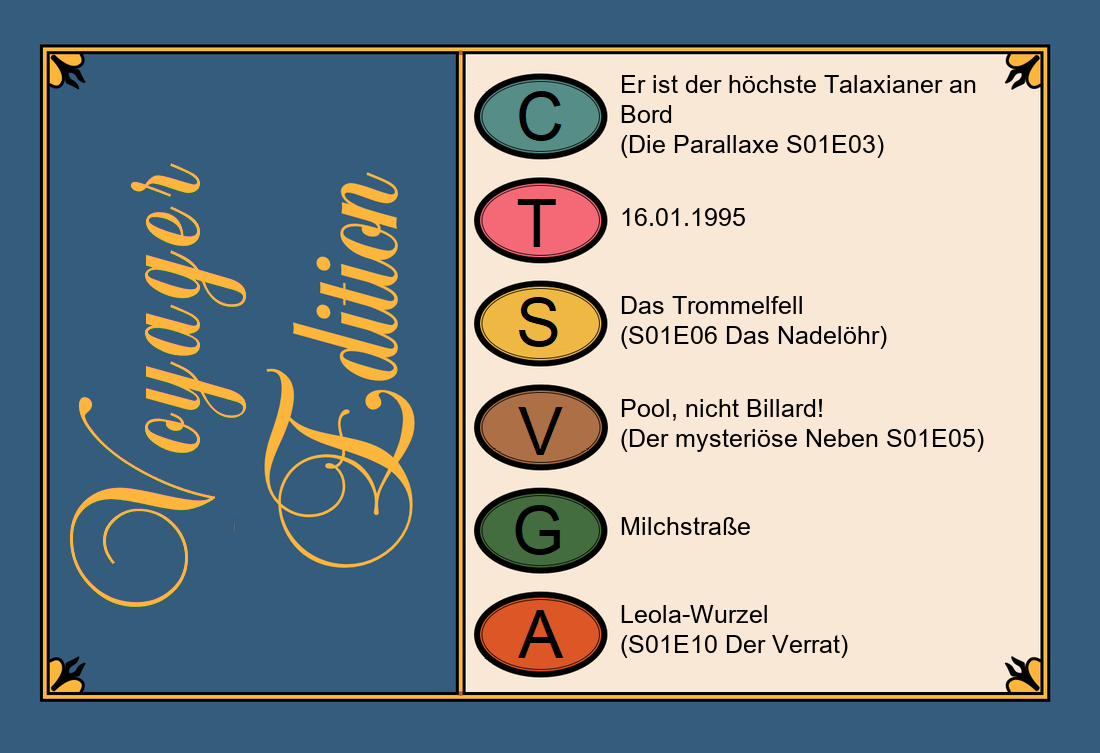 Voyager
Edition
C
Er ist der höchste Talaxianer an
Bord
(Die Parallaxe S01E03)
T
16.01.1995
S
Das Trommelfell
(S01E06 Das Nadelöhr)
V
Pool, nicht Billard!
(Der mysteriöse Neben S01E05)
G
Milchstraße
A
Leola-Wurzel
(S01E10 Der Verrat)